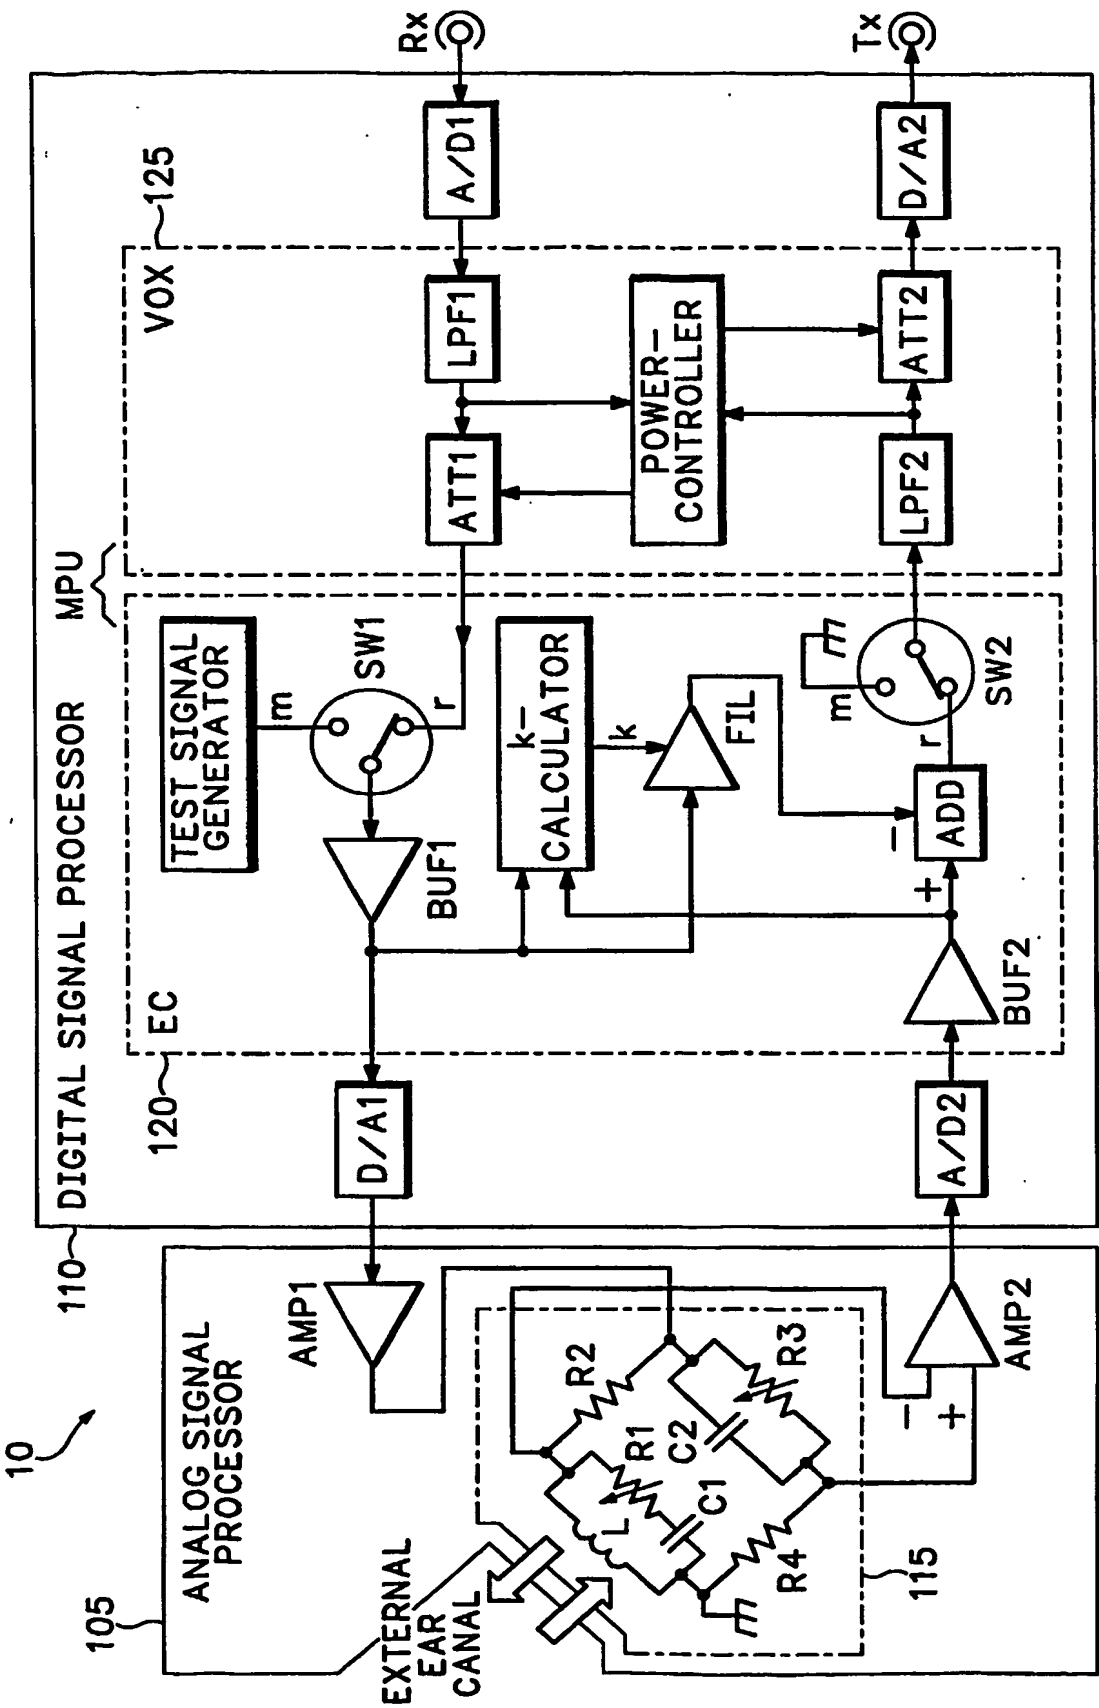 10
105
ANALOG SIGNAL
PROCESSOR
EXTERNAL
EAR
CANAL
AMP1
R2
L
R1
C1
C2
R3
R4
115
-
+
AMP2
110
DIGITAL SIGNAL PROCESSOR
MPU
D/A1
A/D2
120
EC
TEST SIGNAL
GENERATOR
m
SW1
r
BUF1
k-
CALCULATOR
k
FIL
-
+
ADD
BUF2
m
r
SW2
VOX
125
ATT1
LPF1
POWER-
CONTROLLER
LPF2
ATT2
A/D1
D/A2
Rx
Tx